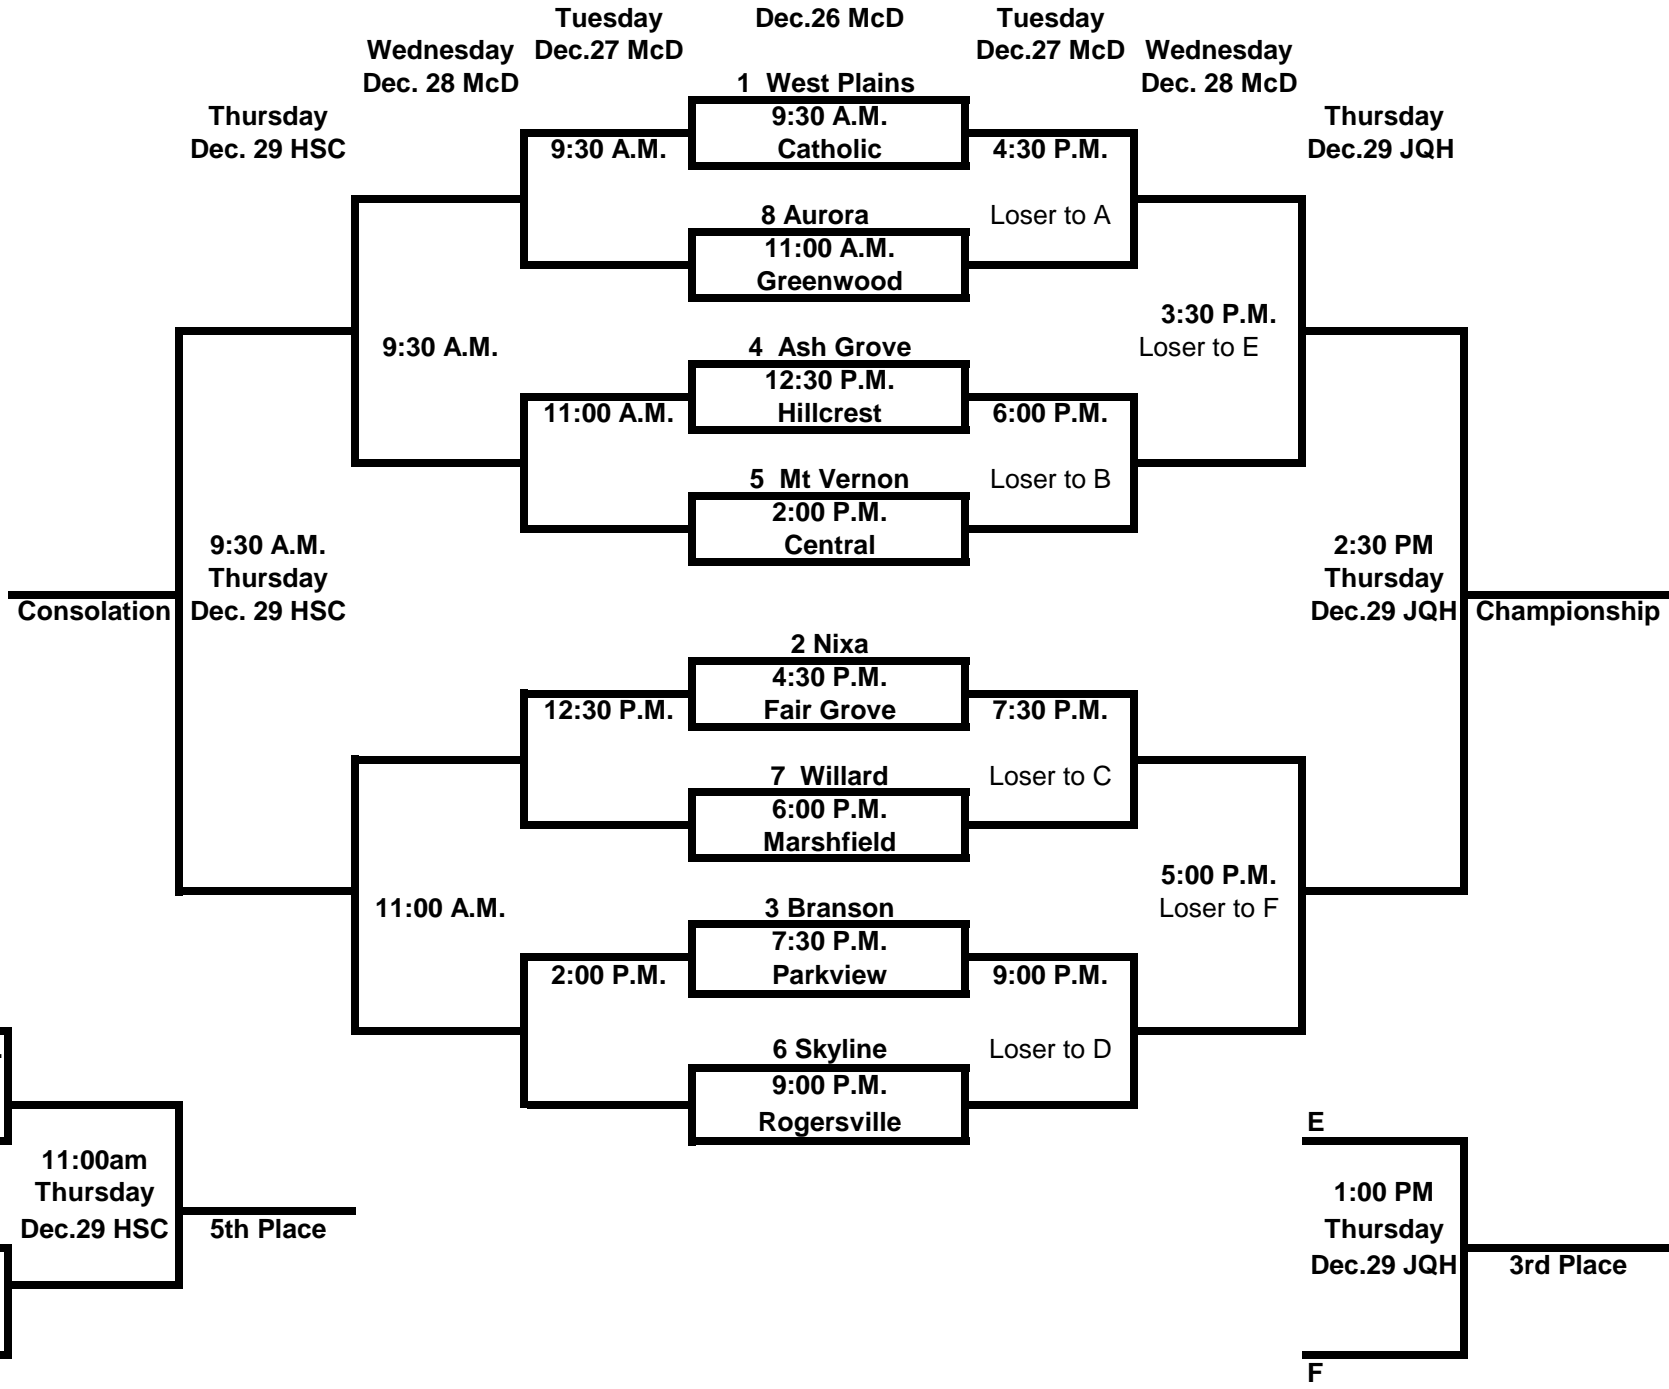 Tuesday
Dec.27 McD
Dec.26 McD
Tuesday
Dec.27 McD
Wednesday
Dec. 28 McD
Wednesday
Dec. 28 McD
Thursday
Dec. 29 HSC
Thursday
Dec.29 JQH
1 West Plains
9:30 A.M.
Catholic
9:30 A.M.
4:30 P.M.
8 Aurora
Loser to A
11:00 A.M.
Greenwood
3:30 P.M.
Loser to E
9:30 A.M.
4 Ash Grove
12:30 P.M.
Hillcrest
11:00 A.M.
6:00 P.M.
5 Mt Vernon
Loser to B
2:00 P.M.
Central
9:30 A.M.
Thursday
Dec. 29 HSC
Consolation
2:30 PM
Thursday
Dec.29 JQH
Championship
2 Nixa
4:30 P.M.
Fair Grove
12:30 P.M.
7:30 P.M.
7 Willard
Loser to C
6:00 P.M.
Marshfield
5:00 P.M.
Loser to F
11:00 A.M.
3 Branson
7:30 P.M.
Parkview
2:00 P.M.
9:00 P.M.
6 Skyline
Loser to D
9:00 P.M.
Rogersville
11:00am
Thursday
Dec.29 HSC
5th Place
E
1:00 PM
Thursday
Dec.29 JQH
3rd Place
F